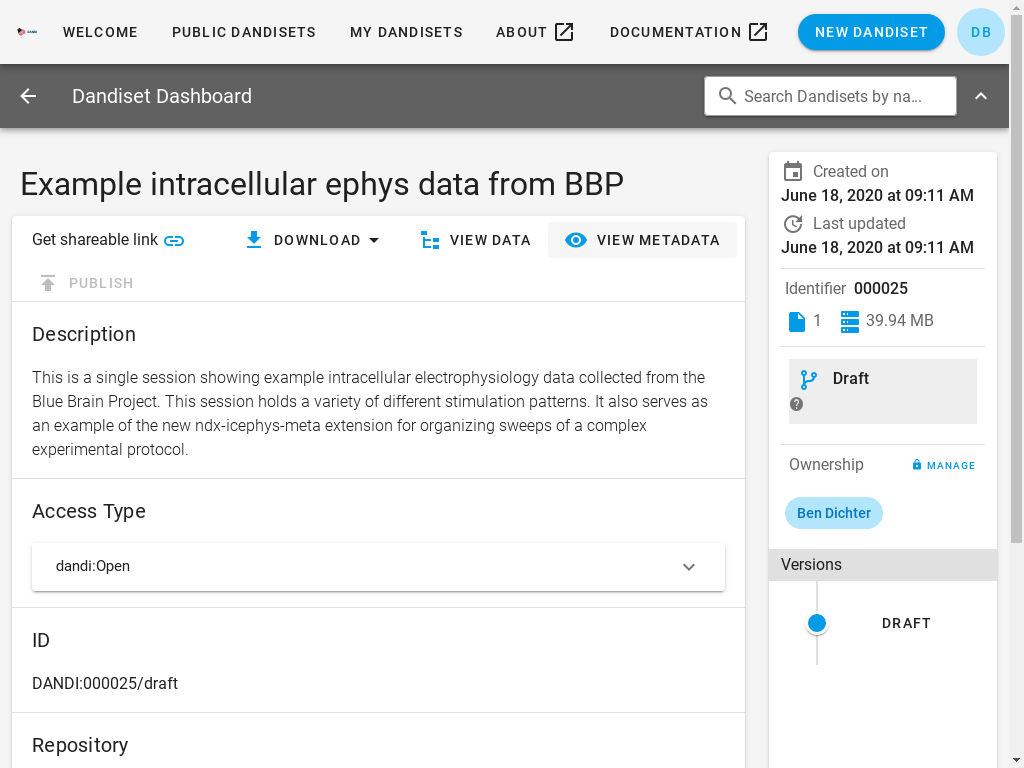 WELCOME PUBLIC DANDISETS MY DANDISETS ABOUT DOCUMENTATION NEW DANDISET DB
Dandiset Dashboard Search Dandisets by na...
Example intracellular ephys data from BBP
Get shareable link DOWNLOAD VIEW DATA VIEW METADATA
PUBLISH
Description
This is a single session showing example intracellular electrophysiology data collected from the
Blue Brain Project. This session holds a variety of different stimulation patterns. It also serves as
an example of the new ndx-icephys-meta extension for organizing sweeps of a complex
experimental protocol.
Access Type
dandi:Open
ID
DANDI:000025/draft
Repository
Created on
June 18, 2020 at 09:11 AM
Last updated
June 18, 2020 at 09:11 AM
Identifier 000025
1 39.94 MB
Draft
Ownership MANAGE
Ben Dichter
Versions
DRAFT